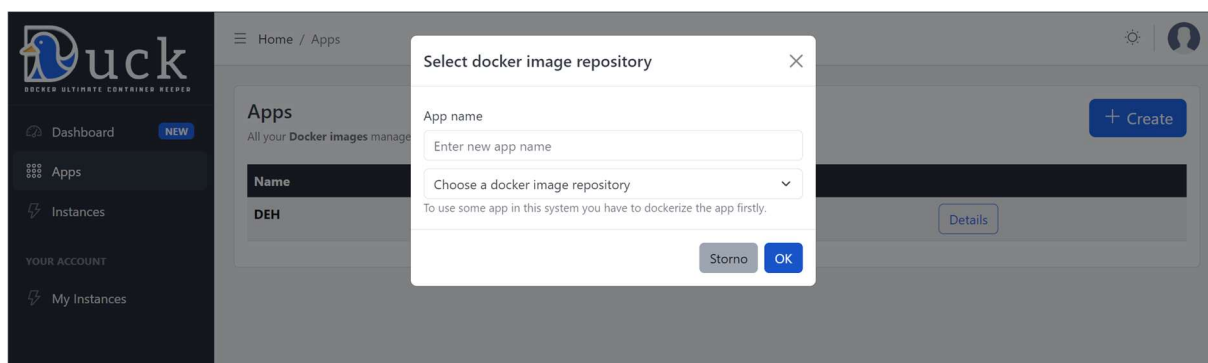 Duck
DOCKER ULTIMATE CONTAINER KEEPER
Dashboard NEW
Apps
Instances
YOUR ACCOUNT
My Instances
Home / Apps
Apps
All your Docker images manage
+ Create
Name
DEH
Details
Select docker image repository
App name
Enter new app name
Choose a docker image repository
To use some app in this system you have to dockerize the app firstly.
Storno OK